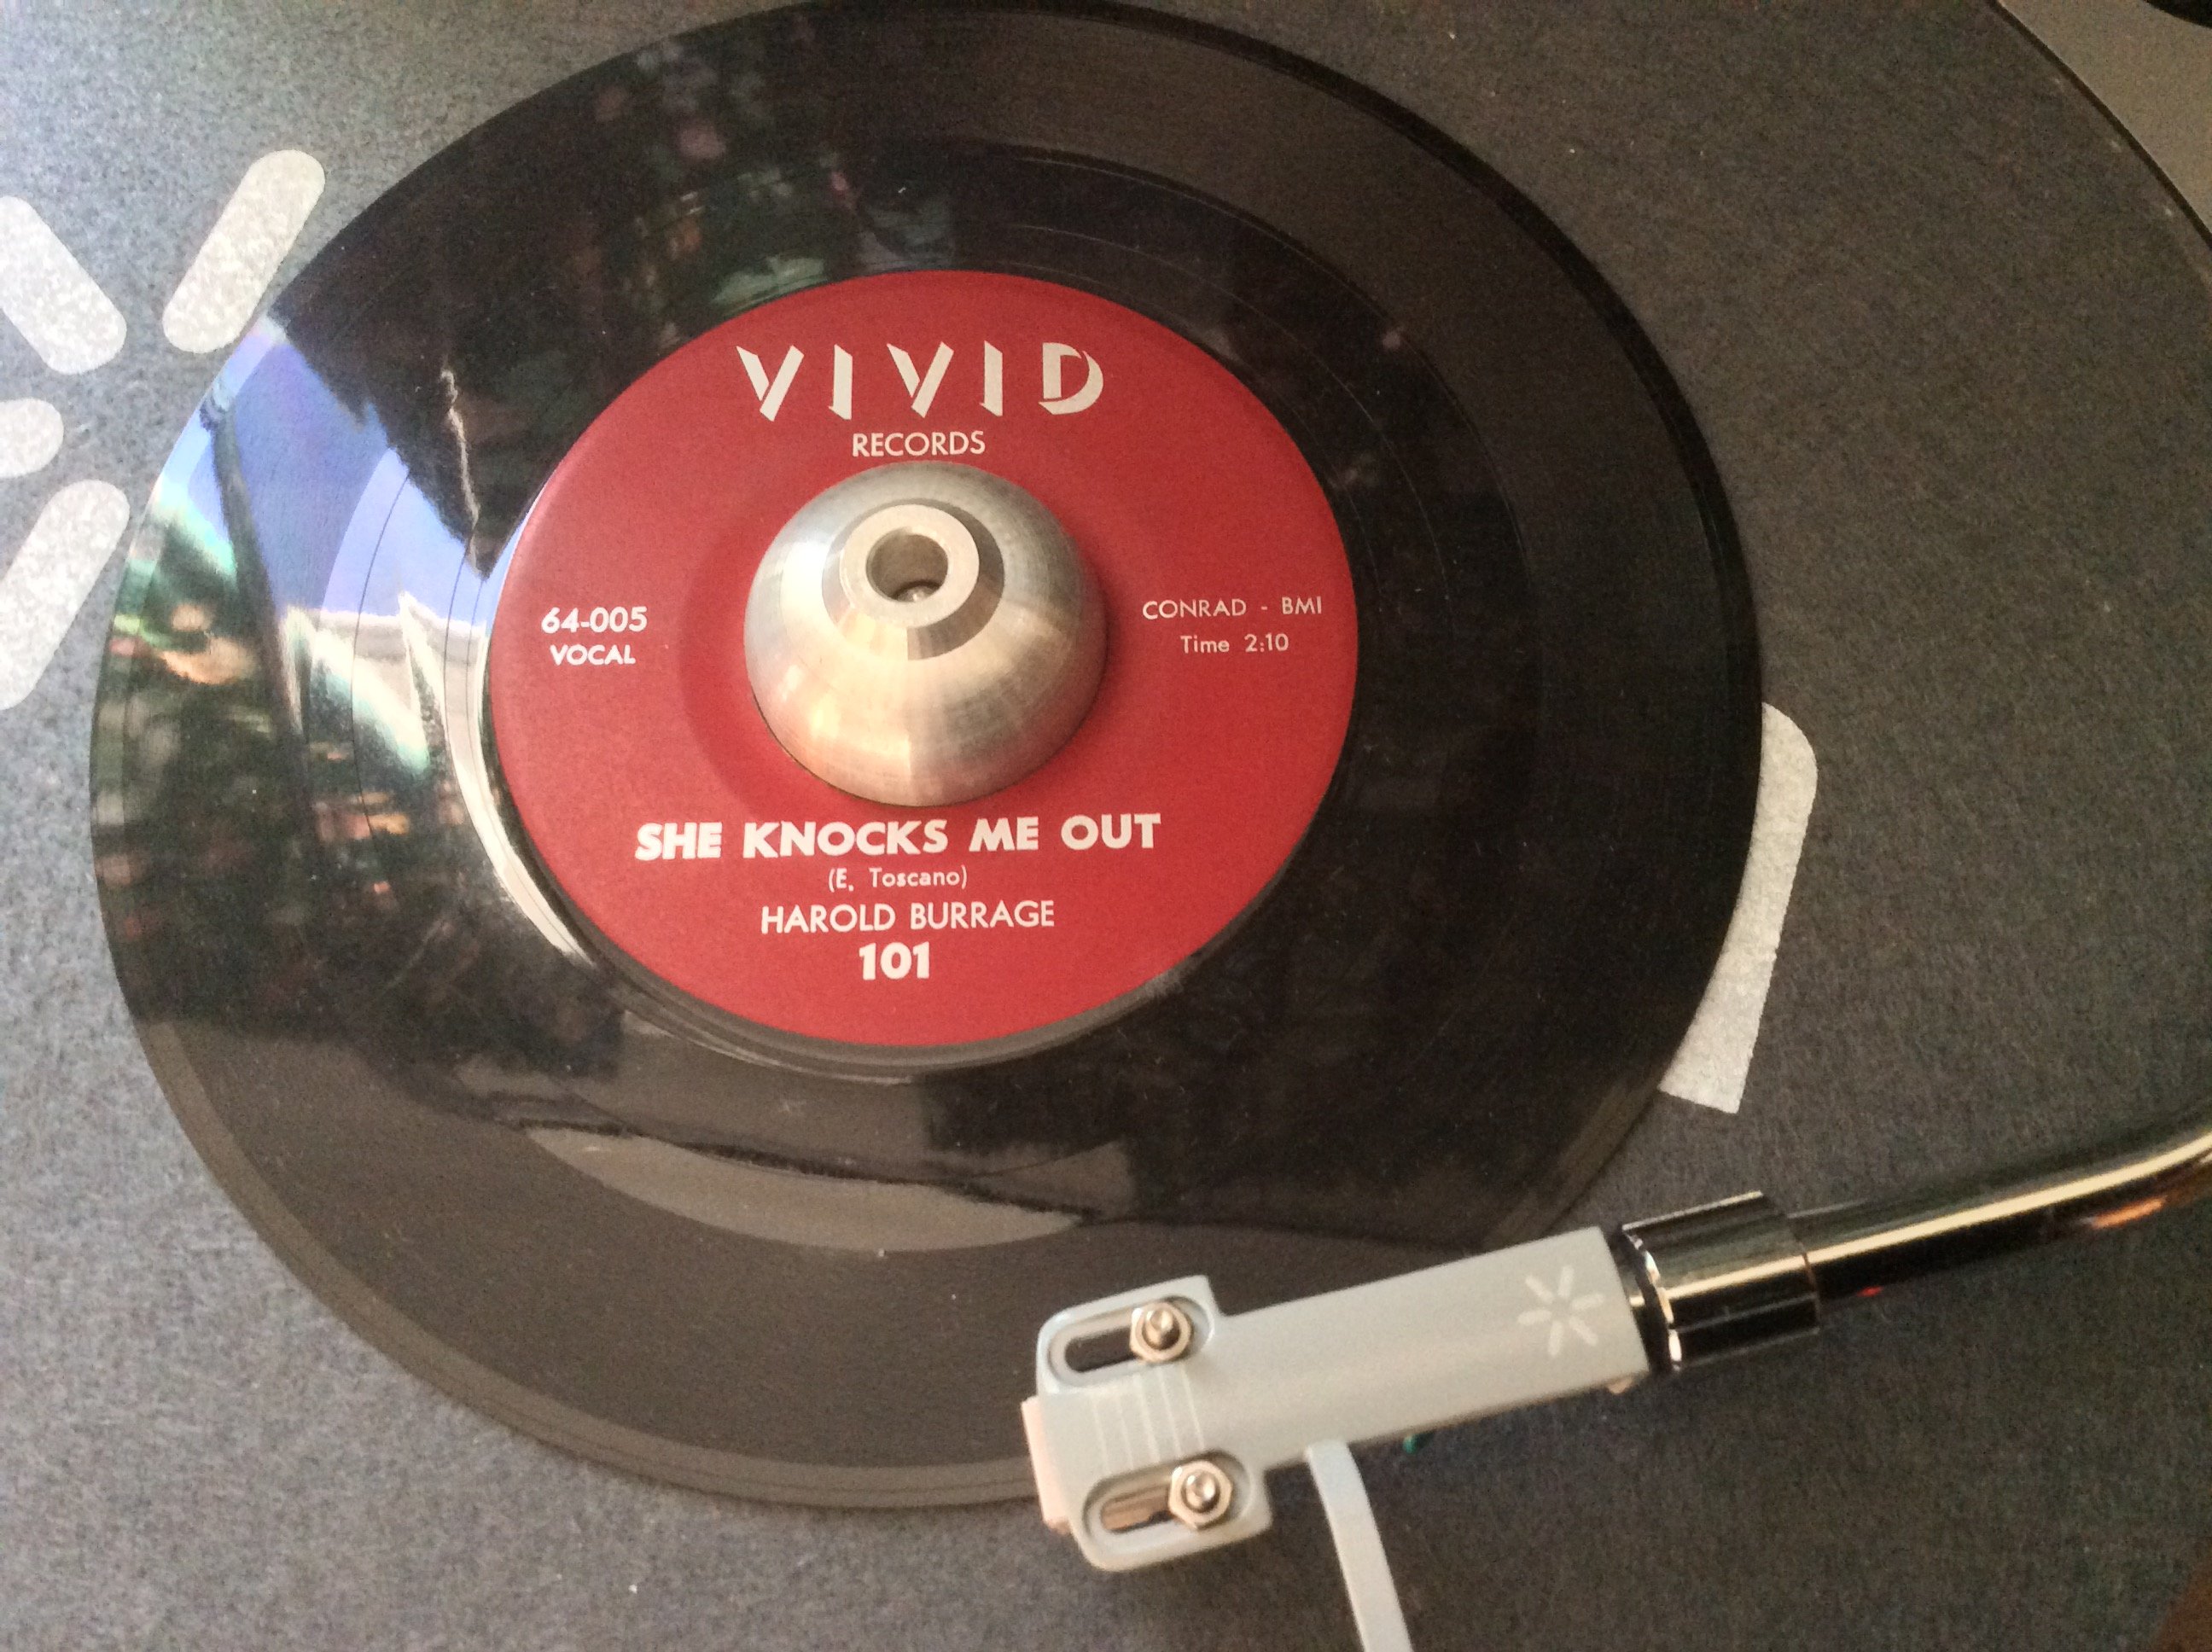 VIVID
RECORDS
64-005
VOCAL
CONRAD - BMI
Time 2:10
SHE KNOCKS ME OUT
(E. Toscano)
HAROLD BURRAGE
101